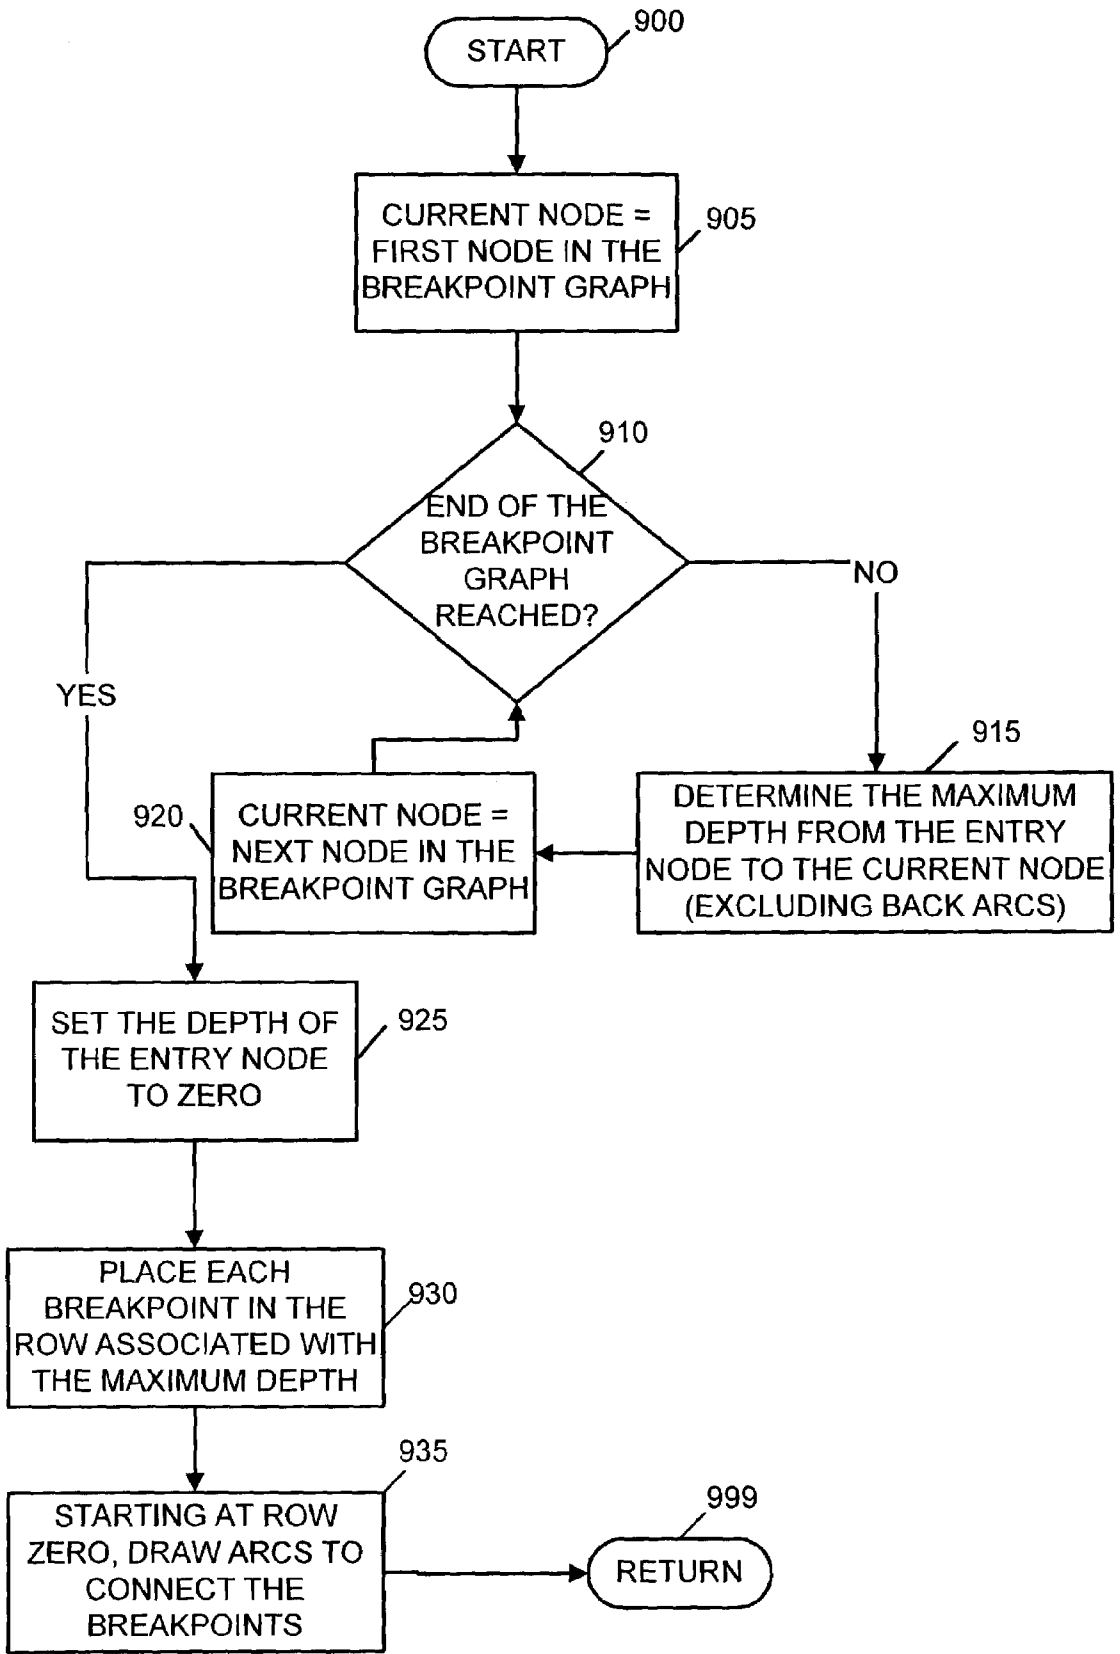 START
900
CURRENT NODE =
FIRST NODE IN THE
BREAKPOINT GRAPH
905
910
END OF THE
BREAKPOINT
GRAPH
REACHED?
NO
YES
915
DETERMINE THE MAXIMUM
DEPTH FROM THE ENTRY
NODE TO THE CURRENT NODE
(EXCLUDING BACK ARCS)
920
CURRENT NODE =
NEXT NODE IN THE
BREAKPOINT GRAPH
SET THE DEPTH OF
THE ENTRY NODE
TO ZERO
925
PLACE EACH
BREAKPOINT IN THE
ROW ASSOCIATED WITH
THE MAXIMUM DEPTH
930
935
STARTING AT ROW
ZERO, DRAW ARCS TO
CONNECT THE
BREAKPOINTS
999
RETURN